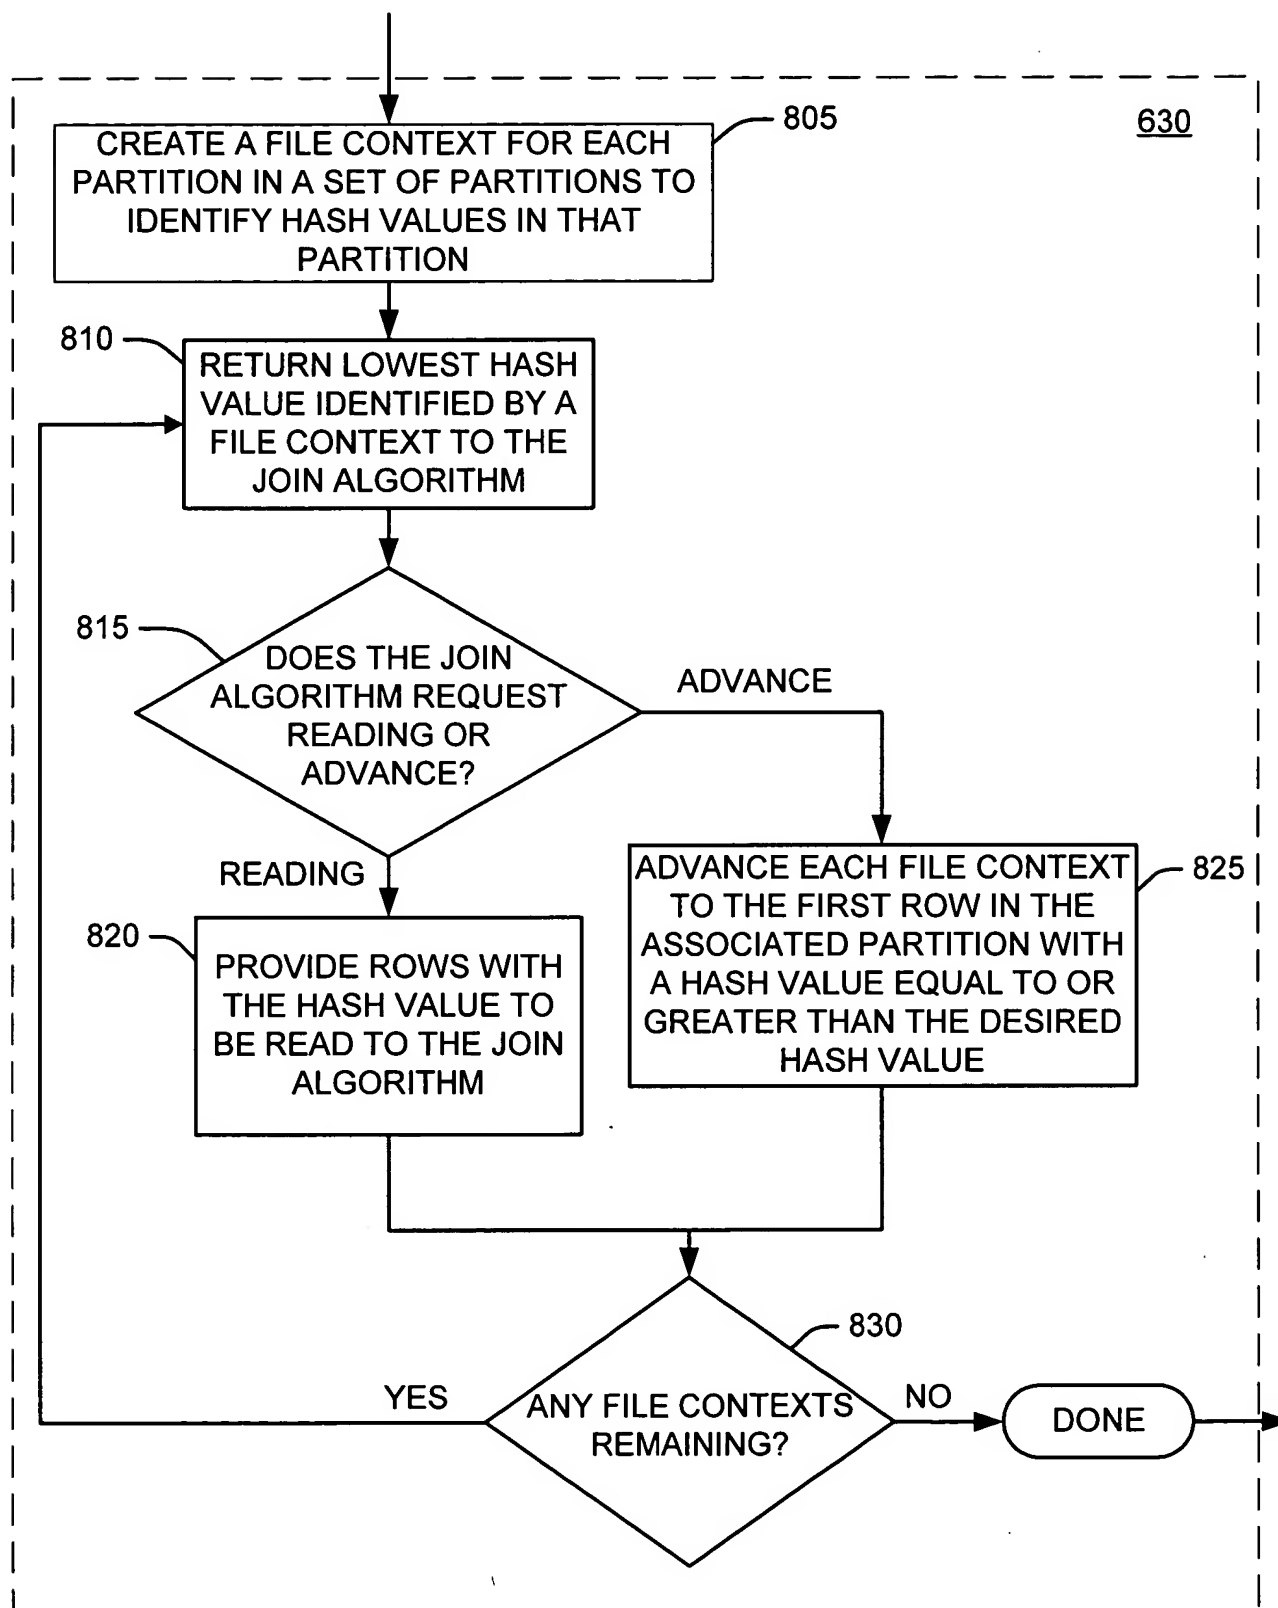 805
630
CREATE A FILE CONTEXT FOR EACH
PARTITION IN A SET OF PARTITIONS TO
IDENTIFY HASH VALUES IN THAT
PARTITION
810
RETURN LOWEST HASH
VALUE IDENTIFIED BY A
FILE CONTEXT TO THE
JOIN ALGORITHM
815
DOES THE JOIN
ALGORITHM REQUEST
READING OR
ADVANCE?
ADVANCE
READING
820
PROVIDE ROWS WITH
THE HASH VALUE TO
BE READ TO THE JOIN
ALGORITHM
ADVANCE EACH FILE CONTEXT
TO THE FIRST ROW IN THE
ASSOCIATED PARTITION WITH
A HASH VALUE EQUAL TO OR
GREATER THAN THE DESIRED
HASH VALUE
825
830
YES
ANY FILE CONTEXTS
REMAINING?
NO
DONE